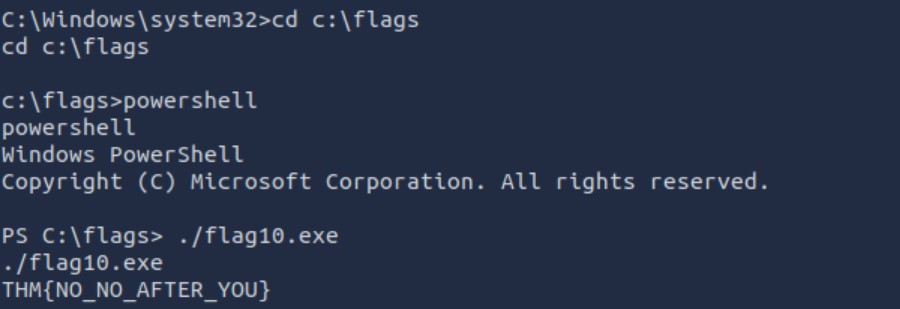 C:\Windows\system32>cd c:\flags
cd c:\flags
c:\flags>powershell
powershell
Windows PowerShell
Copyright (C) Microsoft Corporation. All rights reserved.
PS C:\flags> ./flag10.exe
./flag10.exe
THM{NO_NO_AFTER_YOU}